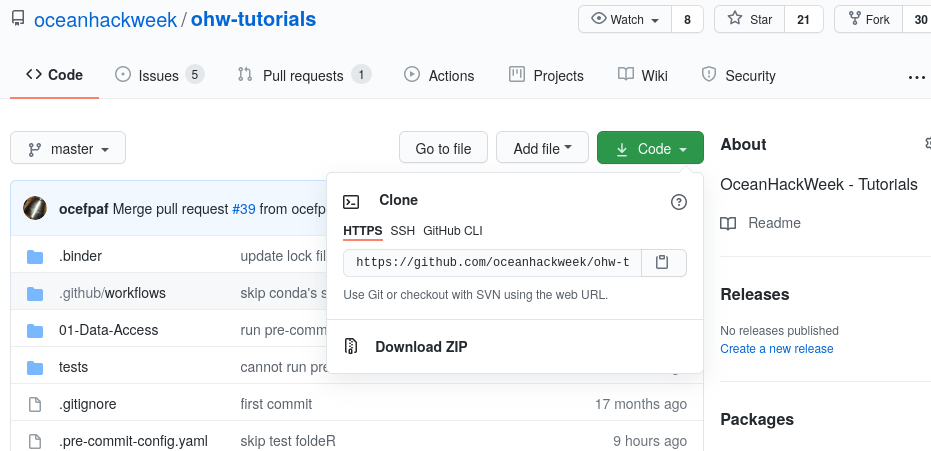 oceanhackweek / ohw-tutorials
Watch 8 Star 21 Fork 30
Code Issues 5 Pull requests 1 Actions Projects Wiki Security ...
master Go to file Add file Code
ocefpaf Merge pull request #39 from ocefp
.binder update lock fil
.github/workflows skip conda's s
01-Data-Access run pre-comm
tests cannot run pre
.gitignore first commit 17 months ago
.pre-commit-config.yaml skip test foldeR 9 hours ago
Clone
HTTPS SSH GitHub CLI
https://github.com/oceanhackweek/ohw-t
Use Git or checkout with SVN using the web URL.
Download ZIP
About
OceanHackWeek - Tutorials
Readme
Releases
No releases published
Create a new release
Packages